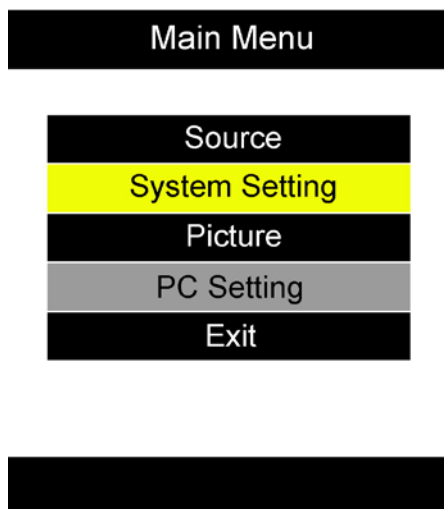 Main Menu
Source
System Setting
Picture
PC Setting
Exit